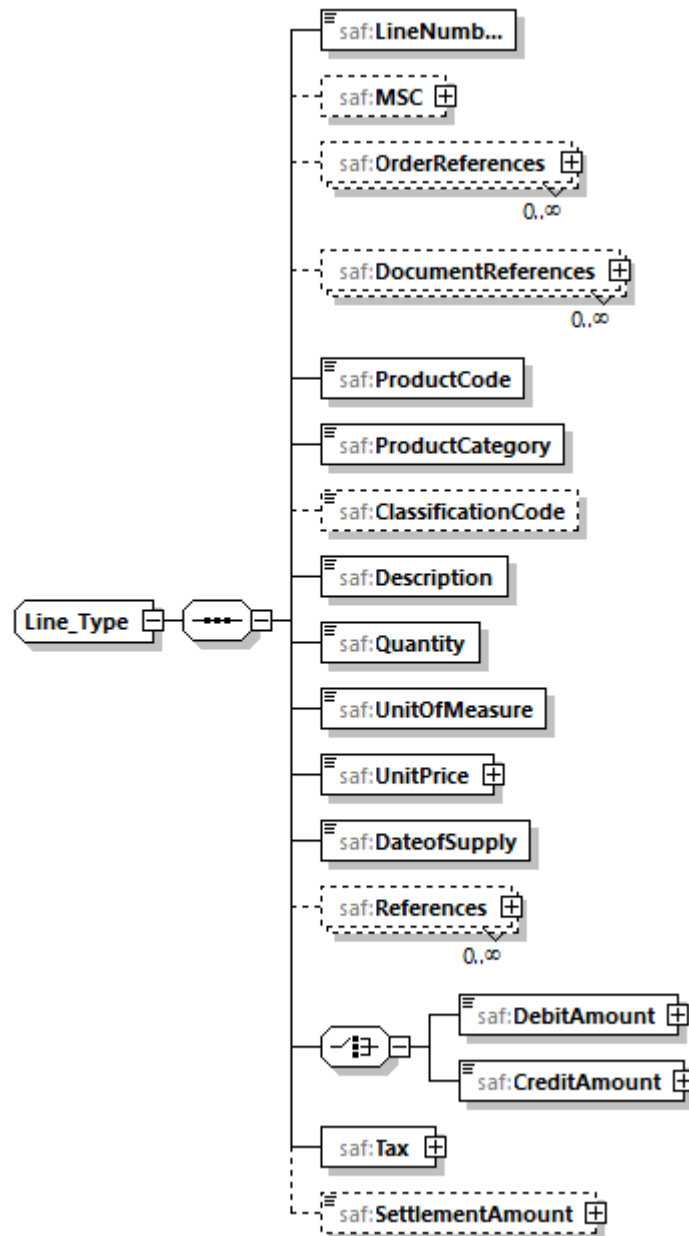 saf:LineNumb...
saf:MSC
saf:OrderReferences
0..∞
saf:DocumentReferences
0..∞
saf:ProductCode
saf:ProductCategory
saf:ClassificationCode
saf:Description
Line_Type
saf:Quantity
saf:UnitOfMeasure
saf:UnitPrice
saf:DateofSupply
saf:References
0..∞
saf:DebitAmount
saf:CreditAmount
saf:Tax
saf:SettlementAmount